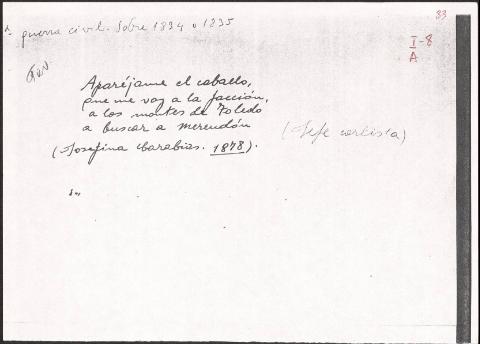 33
1ª guerra civil. Sobre 1834 o 1835
I-8
A
Aparéjame el caballo,
que me voy a la facción,
a los montes de Toledo
a buscar a Merendón
(Jefe carlista)
(Josefina Carabias. 1878).